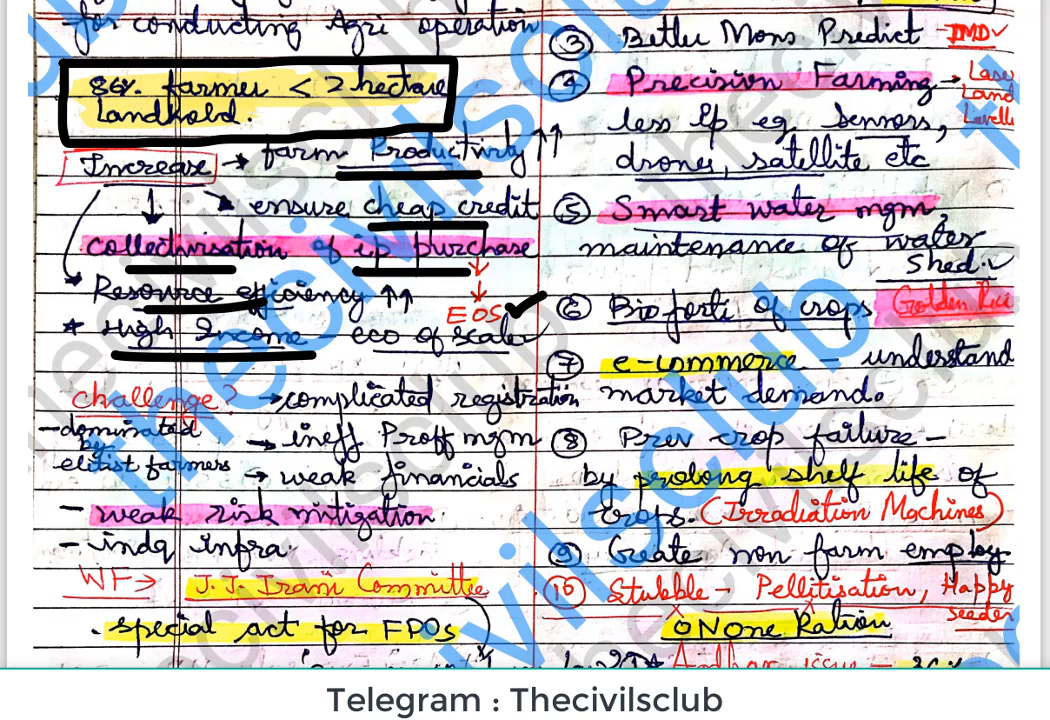 for conducting Agri operation
86% farmer < 2 hectare
Landhold.
Increase → farm Productivity ↑↑
↓ → ensure cheap credit
collectivisation of i.p purchase
* Resource efficiency ↑↑
EOS ✓
* High Income - eco of scale
challenge? → complicated registration
- dominated by elitist farmers
→ ineff Proff mgm
→ weak financials
- weak risk mitigation
- indq infra.
WF → J.J. Irani Committee
. special act for FPOs
③ Better Mons Predict - IMD ✓
④ Precision Farming → Laser
Land
Levell
less i/p eg Sensors,
drones, satellite etc
⑤ Smart water mgm,
maintenance of water
shed. ✓
⑥ Bio forti of crops Golden Rice
⑦ e-commerce - understand
market demand.
⑧ Prev crop failure -
by prolong shelf life of
crops. (Irradiation Machines)
⑨ Create non farm employ
⑩ Stubble - Pellitisation, Happy
seeder
ONOne Ration
Telegram : Thecivilsclub
thecivilsclub